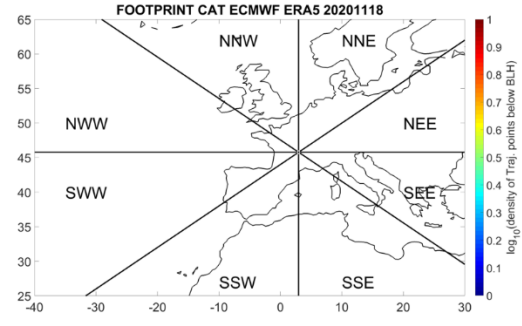 FOOTPRINT CAT ECMWF ERA5 20201118
65
60
55
50
45
40
35
30
25
-40
-30
-20
-10
0
10
20
30
NNW
NNE
NWW
NEE
SWW
SEE
SSW
SSE
1
0.9
0.8
0.7
0.6
0.5
0.4
0.3
0.2
0.1
0
log10(density of Traj. points below BLH)